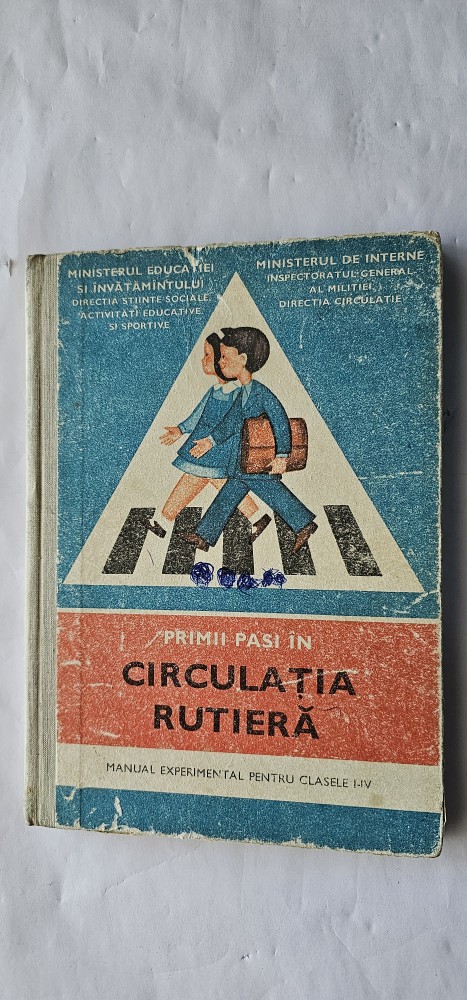 MINISTERUL EDUCAȚIEI
ȘI ÎNVĂȚĂMÎNTULUI
DIRECȚIA ȘTIINȚE SOCIALE,
ACTIVITĂȚI EDUCATIVE
ȘI SPORTIVE
MINISTERUL DE INTERNE
INSPECTORATUL GENERAL
AL MILIȚIEI,
DIRECȚIA CIRCULAȚIE
PRIMII PAȘI ÎN
CIRCULAȚIA
RUTIERĂ
MANUAL EXPERIMENTAL PENTRU CLASELE I-IV